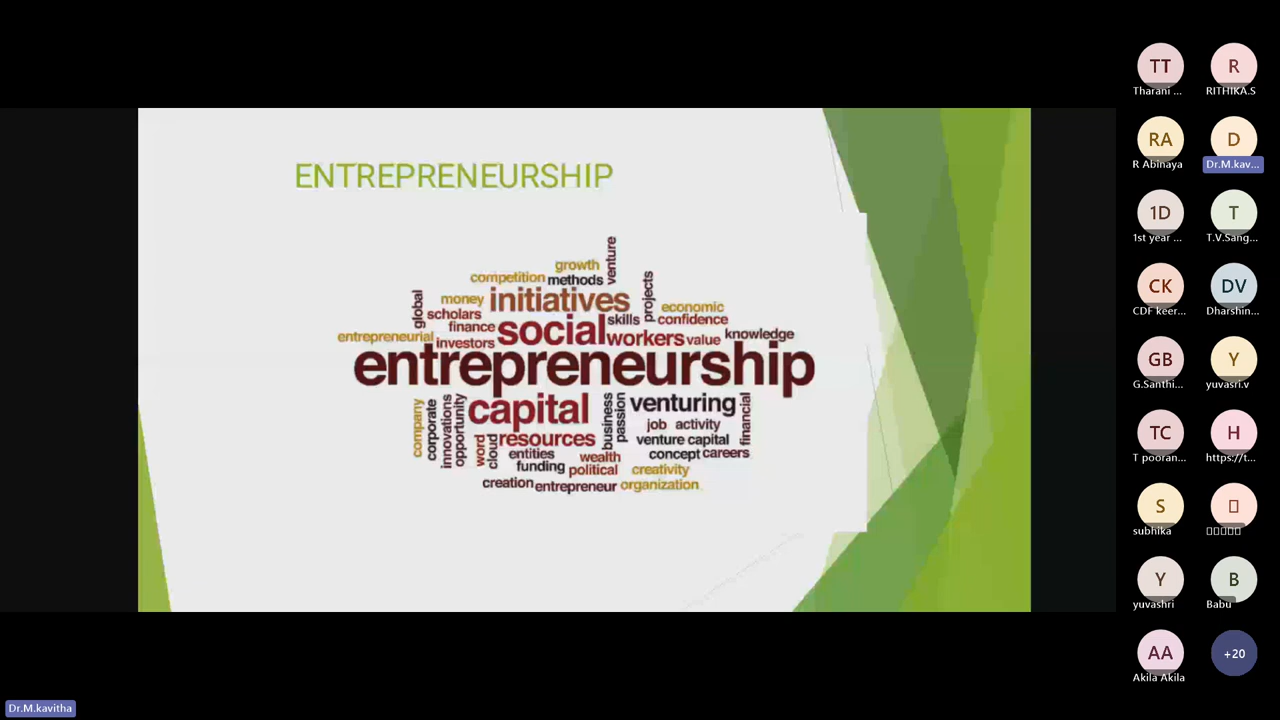 ENTREPRENEURSHIP
venture
growth
competition methods
global
money initiatives projects economic
scholars social skills confidence
finance
entrepreneurial investors workers value knowledge
entrepreneurship
company corporate innovations opportunity capital business passion venturing financial
job activity
word cloud resources venture capital
entities concept careers
funding wealth
political creativity
creation entrepreneur organization
TT R
Tharani ... RITHIKA.S
RA D
R Abinaya Dr.M.kav...
1D T
1st year ... T.V.Sang...
CK DV
CDF keer... Dharshin...
GB Y
G.Santhi... yuvasri.v
TC H
T pooran... https://t...
S
subhika
Y B
yuvashri Babu
AA +20
Akila Akila
Dr.M.kavitha